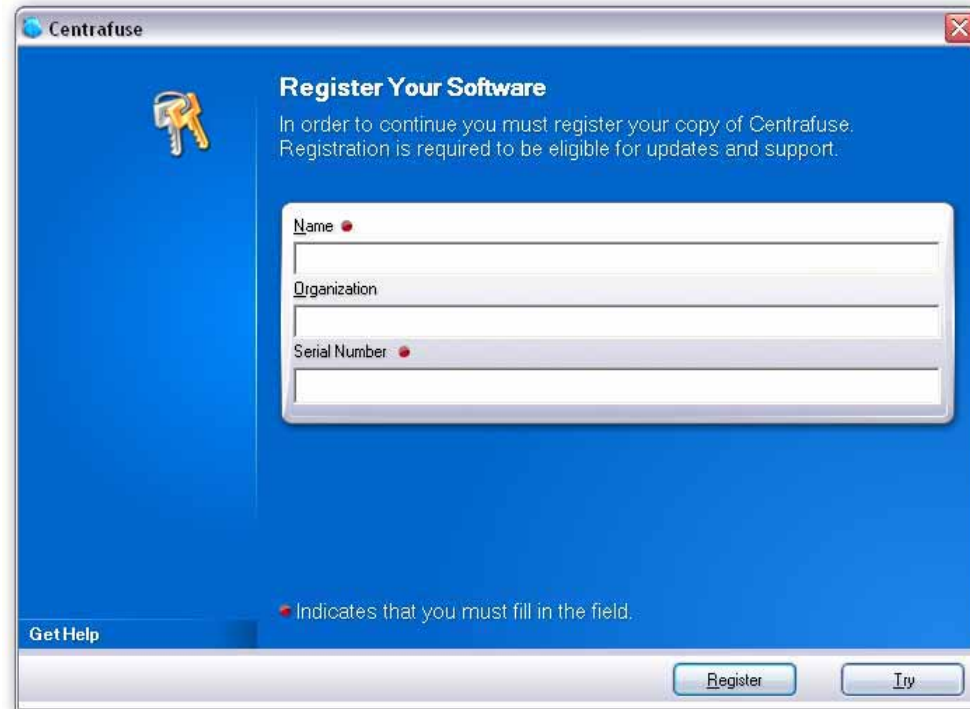 Centrafuse
Register Your Software
In order to continue you must register your copy of Centrafuse.
Registration is required to be eligible for updates and support.
Name
Organization
Serial Number
Indicates that you must fill in the field.
Get Help
Register
Try